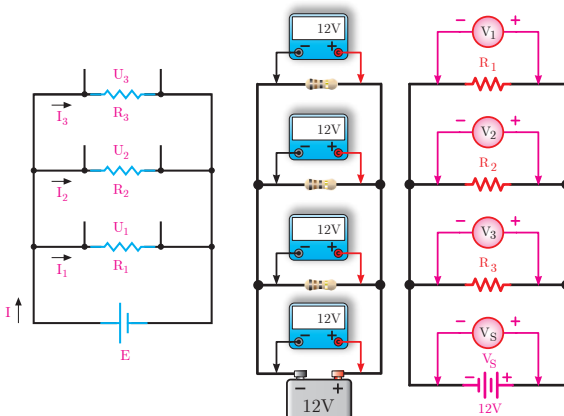 U3
R3
I3
U2
R2
I2
U1
R1
I1
I
E
12V
− +
12V
− +
12V
− +
12V
− +
− +
12V
− V1 +
R1
− V2 +
R2
− V3 +
R3
− VS +
VS
− +
12V